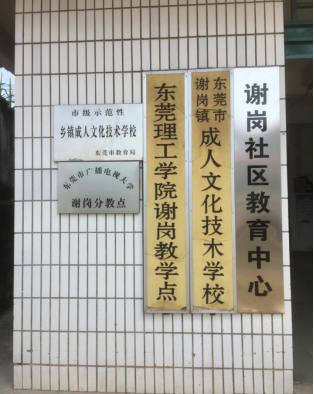 市级示范性
乡镇成人文化技术学校
东莞市教育局
东莞市广播电视大学
谢岗分教点
东莞理工学院谢岗教学点
东莞市
谢岗镇
成人文化技术学校
谢岗社区教育中心